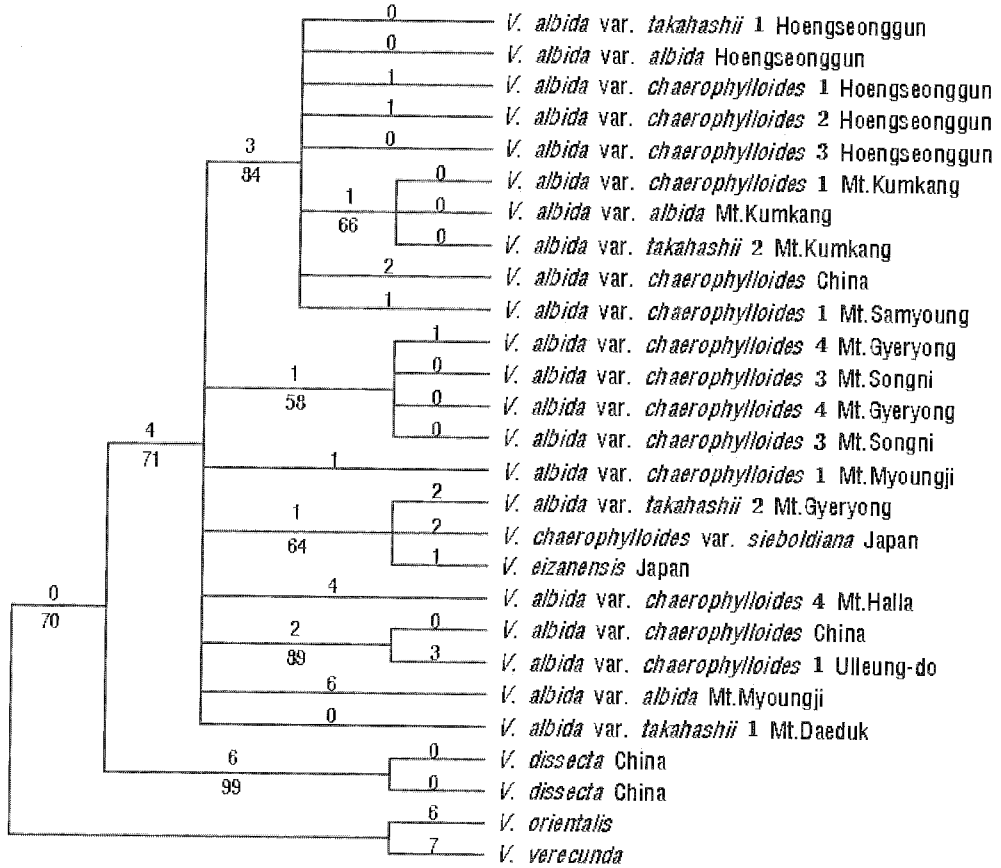 0 V. albida var. takahashii 1 Hoengseonggun
0 V. albida var. albida Hoengseonggun
1 V. albida var. chaerophylloides 1 Hoengseonggun
1 V. albida var. chaerophylloides 2 Hoengseonggun
0 V. albida var. chaerophylloides 3 Hoengseonggun
3
84
0 V. albida var. chaerophylloides 1 Mt.Kumkang
1
66
0 V. albida var. albida Mt.Kumkang
0 V. albida var. takahashii 2 Mt.Kumkang
2 V. albida var. chaerophylloides China
1 V. albida var. chaerophylloides 1 Mt.Samyoung
1 V. albida var. chaerophylloides 4 Mt.Gyeryong
0 V. albida var. chaerophylloides 3 Mt.Songni
1
58
0 V. albida var. chaerophylloides 4 Mt.Gyeryong
0 V. albida var. chaerophylloides 3 Mt.Songni
4
71
1 V. albida var. chaerophylloides 1 Mt.Myoungji
2 V. albida var. takahashii 2 Mt.Gyeryong
1
64
2 V. chaerophylloides var. sieboldiana Japan
1 V. eizanensis Japan
0
70
4 V. albida var. chaerophylloides 4 Mt.Halla
0 V. albida var. chaerophylloides China
2
89
3 V. albida var. chaerophylloides 1 Ulleung-do
6 V. albida var. albida Mt.Myoungji
0 V. albida var. takahashii 1 Mt.Daeduk
0 V. dissecta China
6
99
0 V. dissecta China
6 V. orientalis
7 V. verecunda